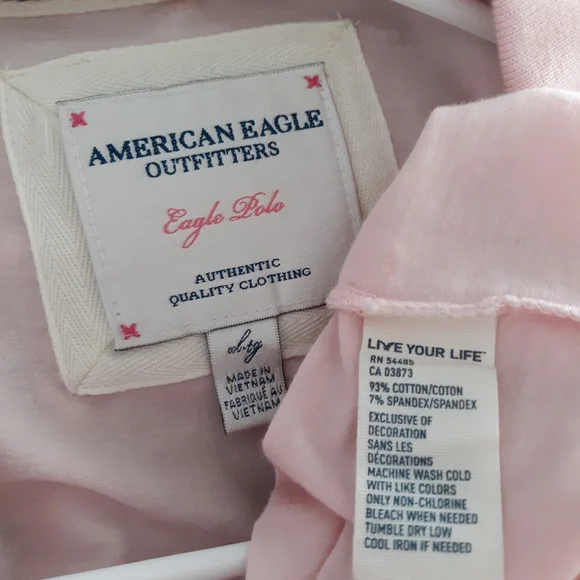 AMERICAN EAGLE
OUTFITTERS
Eagle Polo
AUTHENTIC
QUALITY CLOTHING
xl•tg
MADE IN
VIETNAM
FABRIQUÉ AU
VIETNAM
LIVE YOUR LIFE™
RN 54485
CA 03873
93% COTTON/COTON
7% SPANDEX/SPANDEX
EXCLUSIVE OF
DECORATION
SANS LES
DÉCORATIONS
MACHINE WASH COLD
WITH LIKE COLORS
ONLY NON-CHLORINE
BLEACH WHEN NEEDED
TUMBLE DRY LOW
COOL IRON IF NEEDED